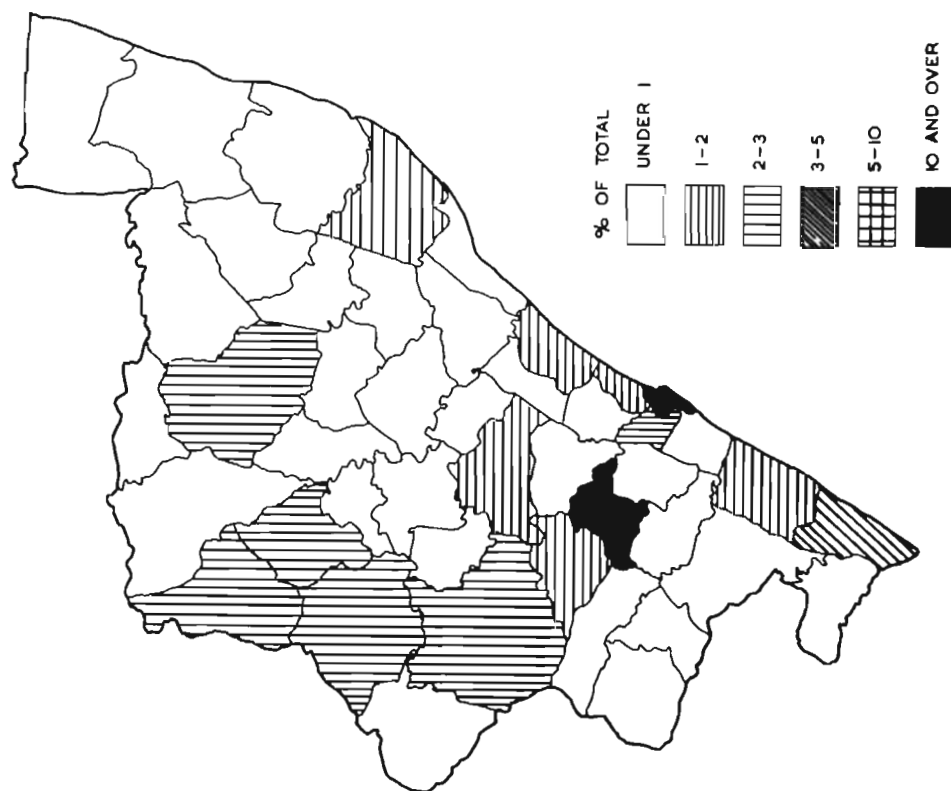 % OF TOTAL
UNDER 1
1-2
2-3
3-5
5-10
10 AND OVER